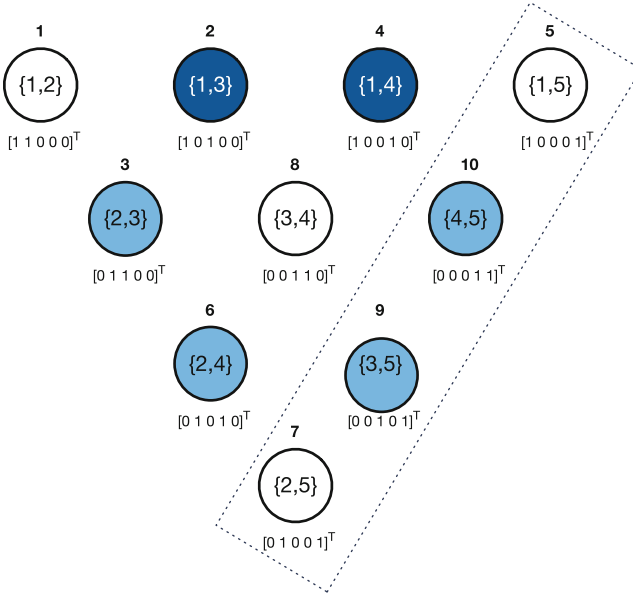 1 2 4 5
{1,2} {1,3} {1,4} {1,5}
[1 1 0 0 0]ᵀ [1 0 1 0 0]ᵀ [1 0 0 1 0]ᵀ [1 0 0 0 1]ᵀ
3 8 10
{2,3} {3,4} {4,5}
[0 1 1 0 0]ᵀ [0 0 1 1 0]ᵀ [0 0 0 1 1]ᵀ
6 9
{2,4} {3,5}
[0 1 0 1 0]ᵀ [0 0 1 0 1]ᵀ
7
{2,5}
[0 1 0 0 1]ᵀ